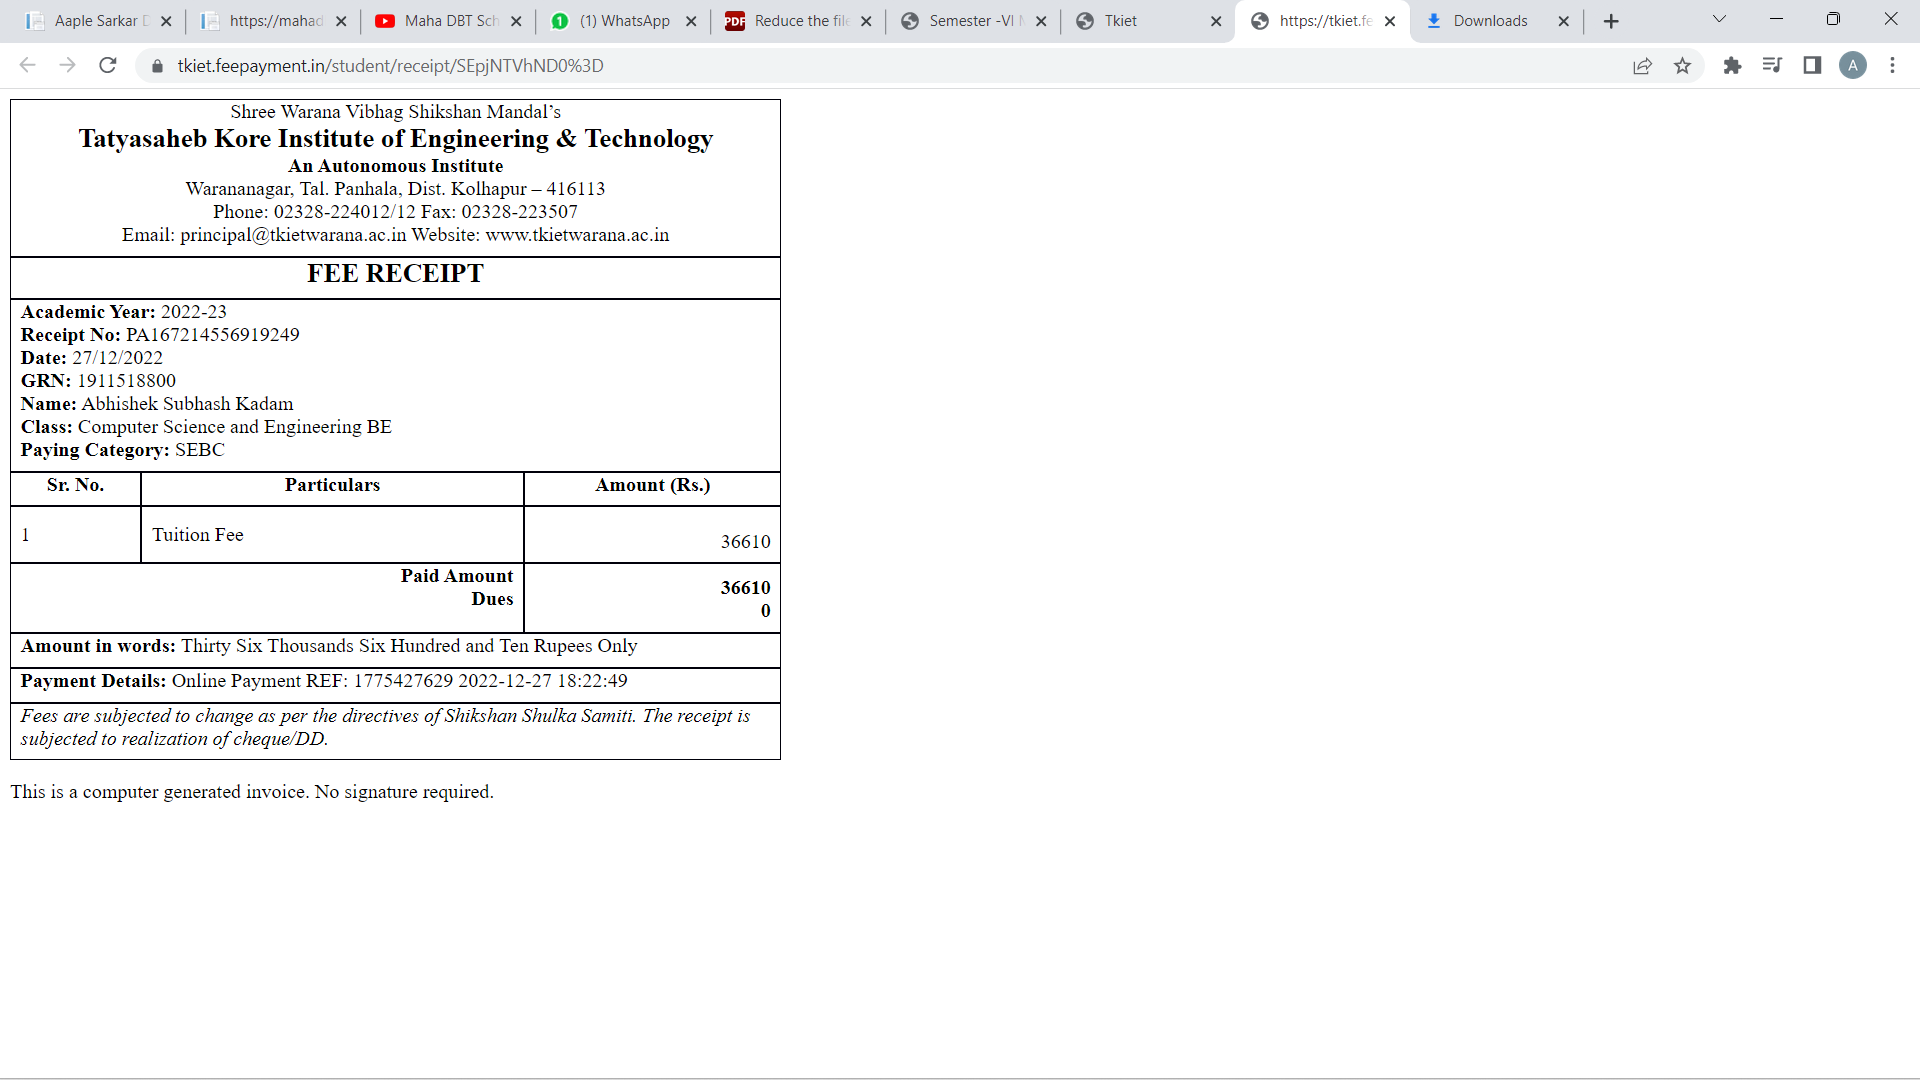 Aaple Sarkar D
https://mahad
Maha DBT Sch
(1) WhatsApp
PDF Reduce the file
Semester -VI M
Tkiet
https://tkiet.fe
Downloads
tkiet.feepayment.in/student/receipt/SEpjNTVhND0%3D
A
Shree Warana Vibhag Shikshan Mandal’s
Tatyasaheb Kore Institute of Engineering & Technology
An Autonomous Institute
Warananagar, Tal. Panhala, Dist. Kolhapur – 416113
Phone: 02328-224012/12 Fax: 02328-223507
Email: principal@tkietwarana.ac.in Website: www.tkietwarana.ac.in
FEE RECEIPT
Academic Year: 2022-23
Receipt No: PA167214556919249
Date: 27/12/2022
GRN: 1911518800
Name: Abhishek Subhash Kadam
Class: Computer Science and Engineering BE
Paying Category: SEBC
Sr. No. Particulars Amount (Rs.)
1 Tuition Fee 36610
Paid Amount 36610
Dues 0
Amount in words: Thirty Six Thousands Six Hundred and Ten Rupees Only
Payment Details: Online Payment REF: 1775427629 2022-12-27 18:22:49
Fees are subjected to change as per the directives of Shikshan Shulka Samiti. The receipt is
subjected to realization of cheque/DD.
This is a computer generated invoice. No signature required.